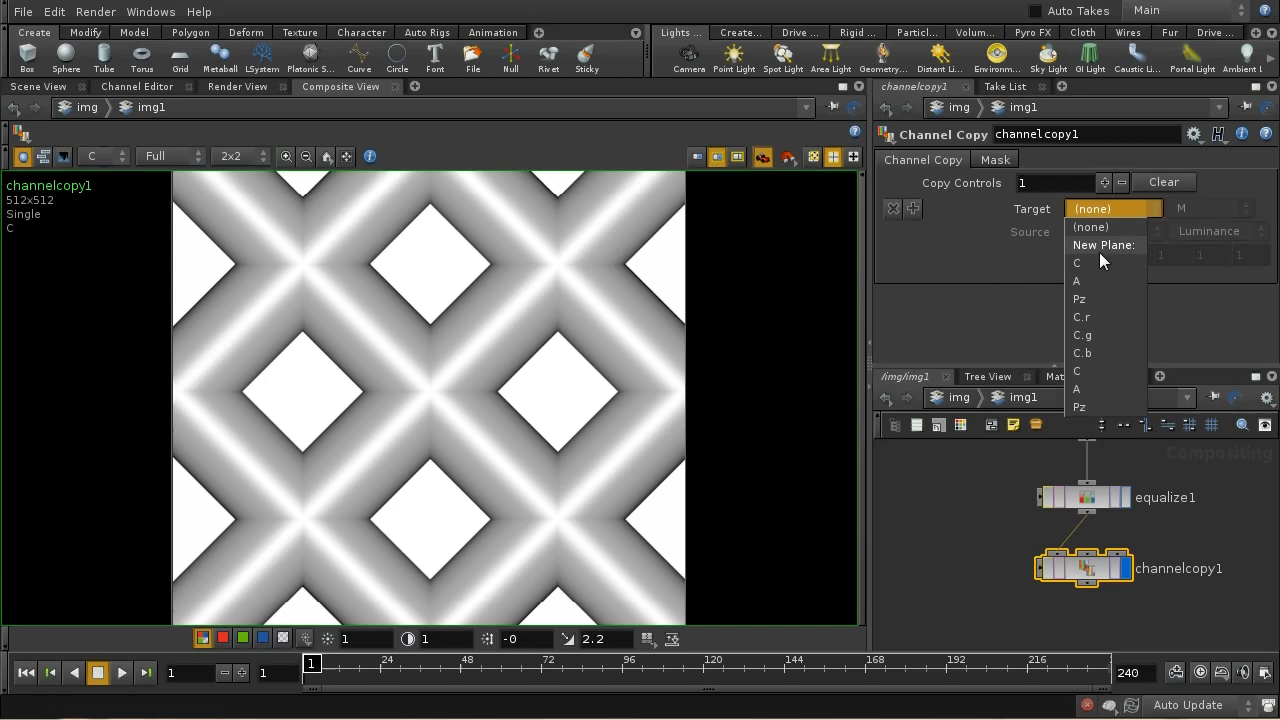 File Edit Render Windows Help Auto Takes Main
Create Modify Model Polygon Deform Texture Character Auto Rigs Animation Lights ... Create... Drive ... Rigid ... Particl... Volum... Pyro FX Cloth Wires Fur Drive ...
Box Sphere Tube Torus Grid Metaball LSystem Platonic S... Curve Circle Font File Null Rivet Sticky Camera Point Light Spot Light Area Light Geometry... Distant Li... Environm... Sky Light GI Light Caustic Li... Portal Light Ambient L
Scene View Channel Editor Render View Composite View channelcopy1 Take List
img img1 img img1
Channel Copy channelcopy1
C Full 2x2 Channel Copy Mask
channelcopy1
512x512
Single
C
Copy Controls 1 Clear
Target (none) M
Source Luminance
1 1 1
(none)
New Plane:
C
A
Pz
C.r
C.g
C.b
C
A
Pz
/img/img1 Tree View Mat
img img1
Compositing
equalize1
channelcopy1
1 1 -0 2.2
1 1 1 24 48 72 96 120 144 168 192 216 240
Auto Update